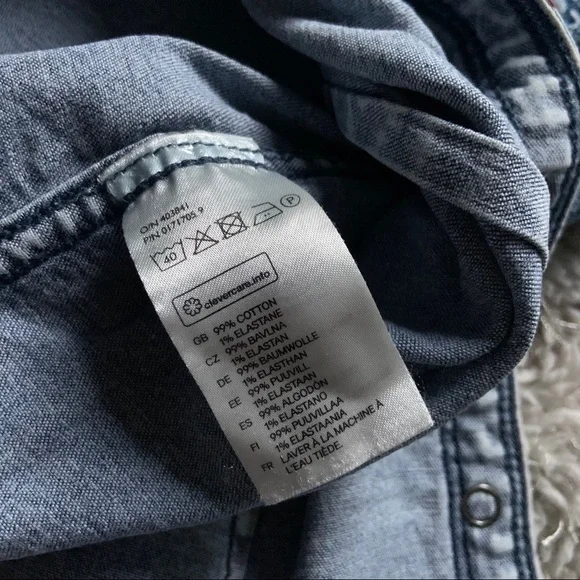 O/N 403841
P/N 0171705.9
40 P
clevercare.info
GB 99% COTTON
1% ELASTANE
CZ 99% BAVLNA
1% ELASTAN
DE 99% BAUMWOLLE
1% ELASTHAN
EE 99% PUUVILL
1% ELASTAAN
ES 99% ALGODÓN
1% ELASTANO
FI 99% PUUVILLAA
1% ELASTAANIA
FR LAVER À LA MACHINE À
L'EAU TIÈDE